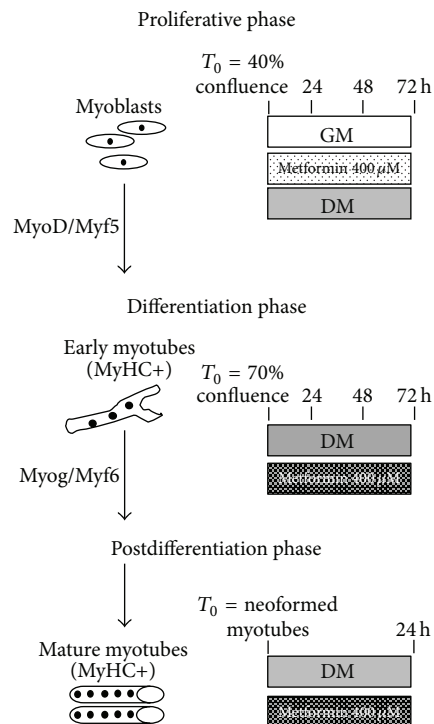 Proliferative phase
T₀ = 40%
confluence 24 48 72 h
Myoblasts
GM
Metformin 400 μM
DM
MyoD/Myf5
Differentiation phase
Early myotubes
(MyHC+)
T₀ = 70%
confluence 24 48 72 h
DM
Metformin 400 μM
Myog/Myf6
Postdifferentiation phase
T₀ = neoformed
myotubes 24 h
Mature myotubes
(MyHC+)
DM
Metformin 400 μM